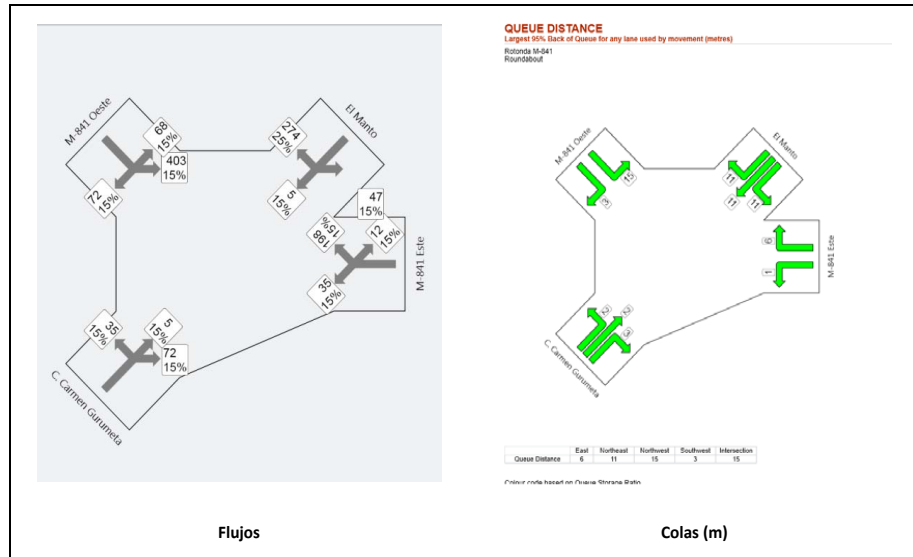 M-841 Oeste
68
15%
403
15%
72
15%
El Manto
274
25%
5
15%
47
15%
198
15%
12
15%
35
15%
M-841 Este
35
15%
5
15%
72
15%
C. Carmen Gurumeta
Flujos
QUEUE DISTANCE
Largest 95% Back of Queue for any lane used by movement (metres)
Rotonda M-841
Roundabout
M-841 Oeste
15
3
El Manto
11
11
11
6
1
M-841 Este
2
2
3
C. Carmen Gurumeta
East Northeast Northwest Southwest Intersection
Queue Distance 6 11 15 3 15
Colour code based on Queue Storage Ratio
Colas (m)